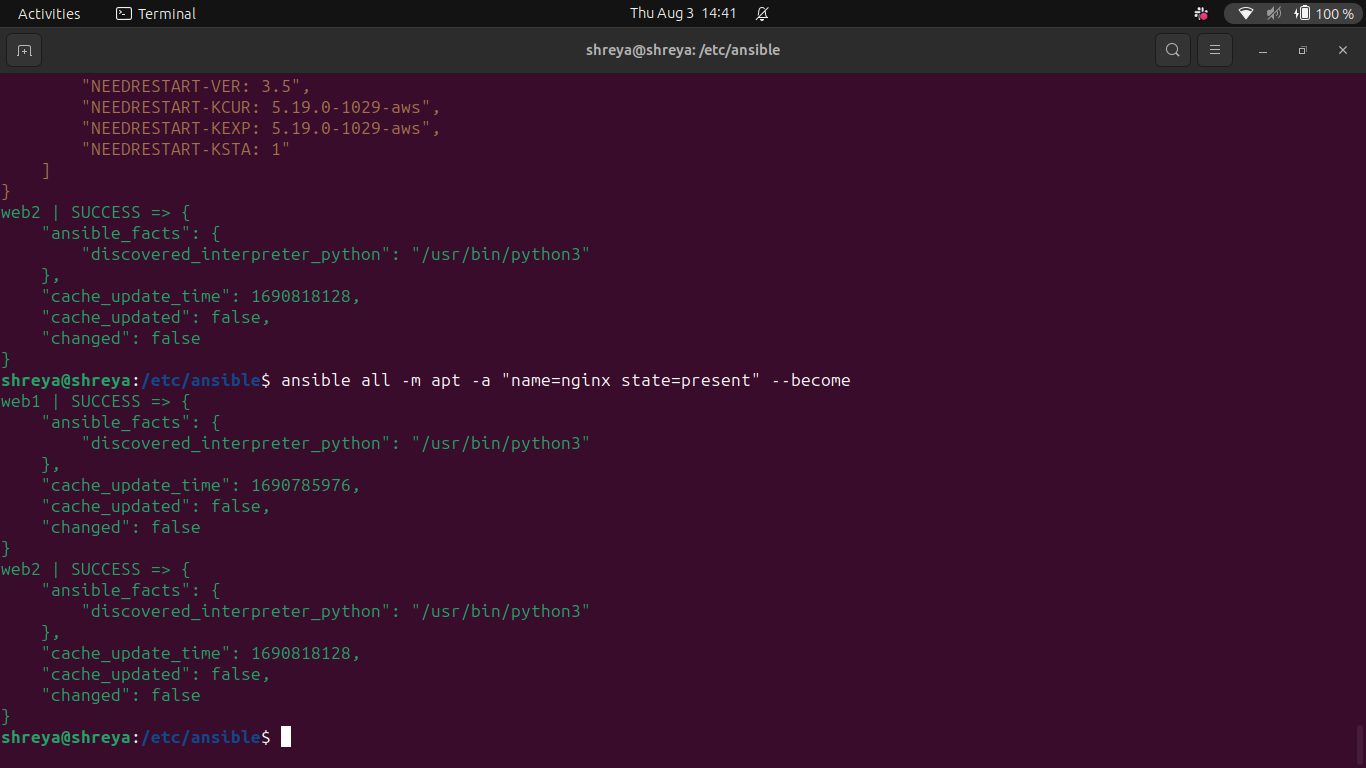 Activities Terminal Thu Aug 3 14:41 100 %
shreya@shreya: /etc/ansible
"NEEDRESTART-VER: 3.5",
"NEEDRESTART-KCUR: 5.19.0-1029-aws",
"NEEDRESTART-KEXP: 5.19.0-1029-aws",
"NEEDRESTART-KSTA: 1"
]
}
web2 | SUCCESS => {
"ansible_facts": {
"discovered_interpreter_python": "/usr/bin/python3"
},
"cache_update_time": 1690818128,
"cache_updated": false,
"changed": false
}
shreya@shreya:/etc/ansible$ ansible all -m apt -a "name=nginx state=present" --become
web1 | SUCCESS => {
"ansible_facts": {
"discovered_interpreter_python": "/usr/bin/python3"
},
"cache_update_time": 1690785976,
"cache_updated": false,
"changed": false
}
web2 | SUCCESS => {
"ansible_facts": {
"discovered_interpreter_python": "/usr/bin/python3"
},
"cache_update_time": 1690818128,
"cache_updated": false,
"changed": false
}
shreya@shreya:/etc/ansible$